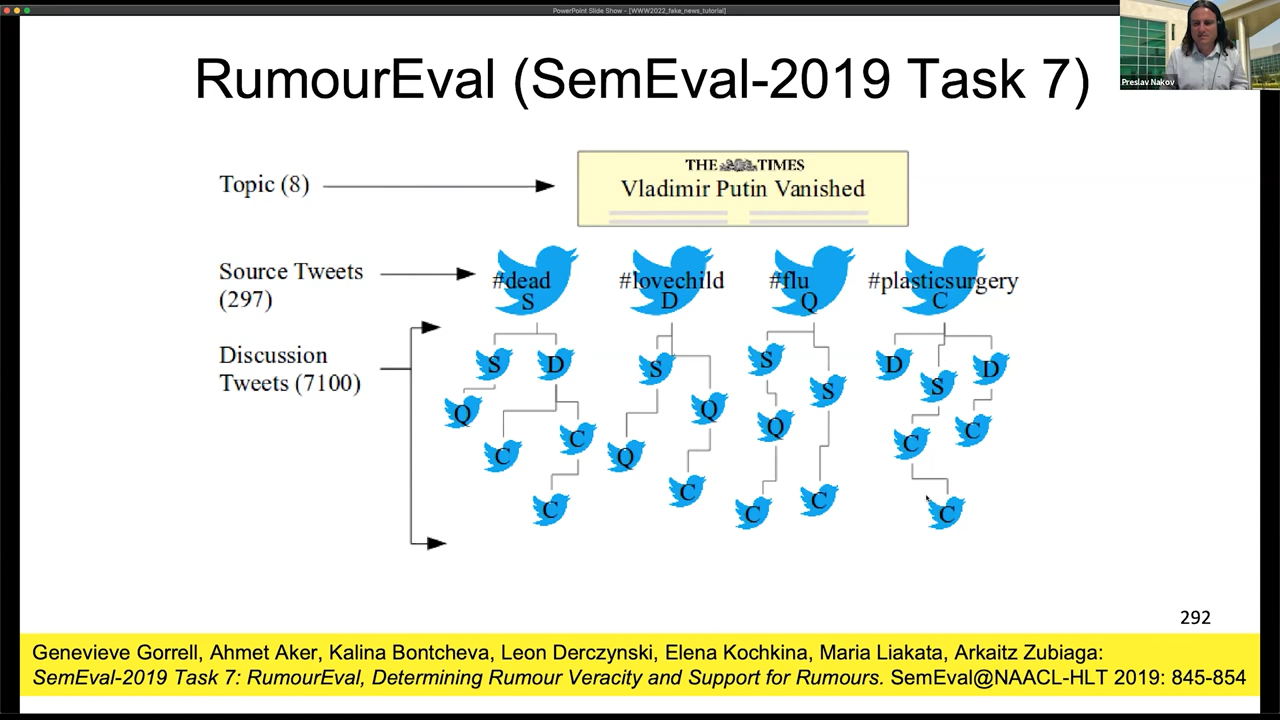 PowerPoint Slide Show - [WWW2022_fake_news_tutorial]
Preslav Nakov
RumourEval (SemEval-2019 Task 7)
Topic (8)
THE TIMES
Vladimir Putin Vanished
Source Tweets
(297)
#dead
S
#lovechild
D
#flu
Q
#plasticsurgery
C
Discussion
Tweets (7100)
S D S S D D
S S
Q Q Q C C C
C Q
C C C C C
292
Genevieve Gorrell, Ahmet Aker, Kalina Bontcheva, Leon Derczynski, Elena Kochkina, Maria Liakata, Arkaitz Zubiaga:
SemEval-2019 Task 7: RumourEval, Determining Rumour Veracity and Support for Rumours. SemEval@NAACL-HLT 2019: 845-854